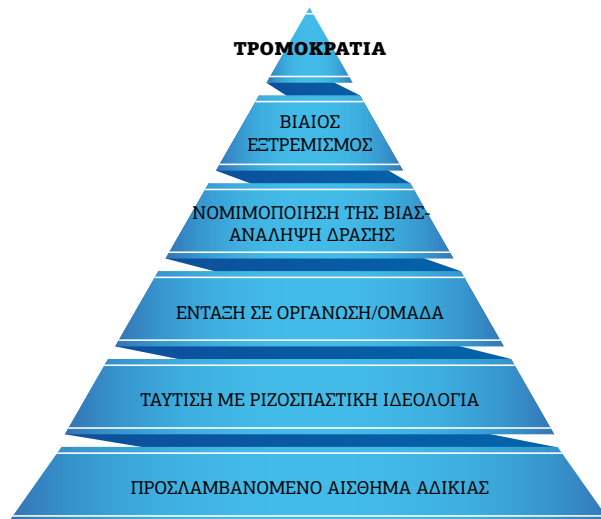 ΤΡΟΜΟΚΡΑΤΙΑ
ΒΙΑΙΟΣ
ΕΞΤΡΕΜΙΣΜΟΣ
ΝΟΜΙΜΟΠΟΙΗΣΗ ΤΗΣ ΒΙΑΣ-
ΑΝΑΛΗΨΗ ΔΡΑΣΗΣ
ΕΝΤΑΞΗ ΣΕ ΟΡΓΑΝΩΣΗ/ΟΜΑΔΑ
ΤΑΥΤΙΣΗ ΜΕ ΡΙΖΟΣΠΑΣΤΙΚΗ ΙΔΕΟΛΟΓΙΑ
ΠΡΟΣΛΑΜΒΑΝΟΜΕΝΟ ΑΙΣΘΗΜΑ ΑΔΙΚΙΑΣ